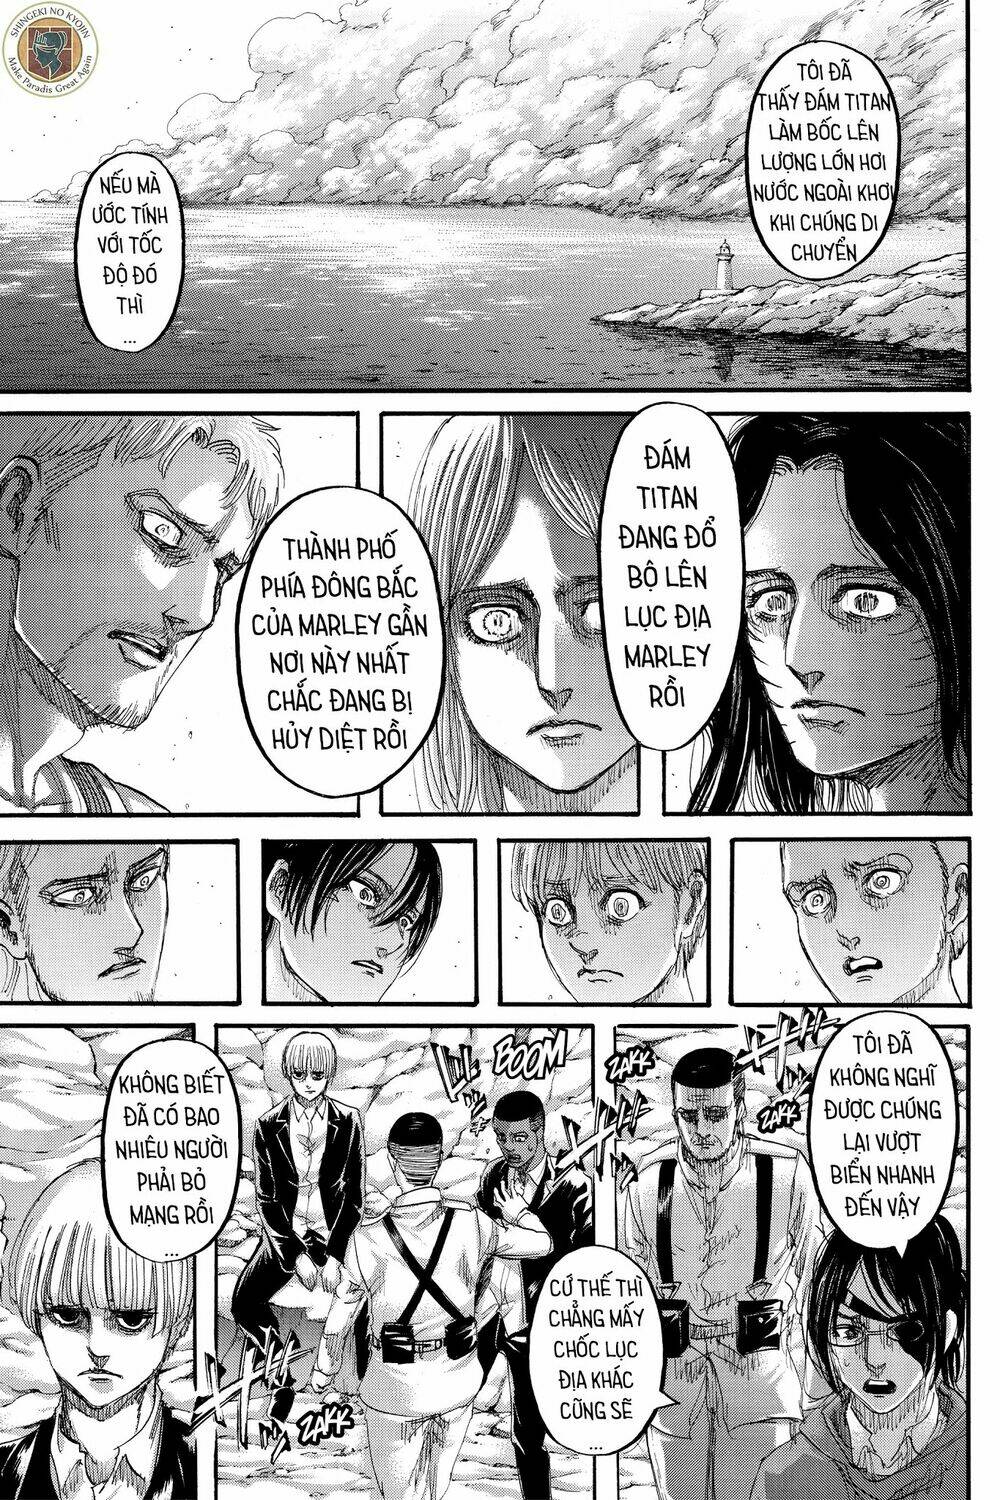 SHINGEKI NO KYOJIN
Make Paradis Great Again
TÔI ĐÃ
THẤY ĐÁM TITAN
LÀM BỐC LÊN
LƯỢNG LỚN HƠI
NƯỚC NGOÀI KHƠI
KHI CHÚNG DI
CHUYỂN
NẾU MÀ
ƯỚC TÍNH
VỚI TỐC
ĐỘ ĐÓ
THÌ
...
ĐÁM
TITAN
ĐANG ĐỔ
BỘ LÊN
LỤC ĐỊA
MARLEY
RỒI
THÀNH PHỐ
PHÍA ĐÔNG BẮC
CỦA MARLEY GẦN
NƠI NÀY NHẤT
CHẮC ĐANG BỊ
HỦY DIỆT RỒI
TÔI ĐÃ
KHÔNG NGHĨ
ĐƯỢC CHÚNG
LẠI VƯỢT
BIỂN NHANH
ĐẾN VẬY
ZAKK
ZAKK
BOOM
CỨ THẾ THÌ
CHẲNG MẤY
CHỐC LỤC
ĐỊA KHÁC
CŨNG SẼ
...
ZAKK
KHÔNG BIẾT
ĐÃ CÓ BAO
NHIÊU NGƯỜI
PHẢI BỎ
MẠNG RỒI
...